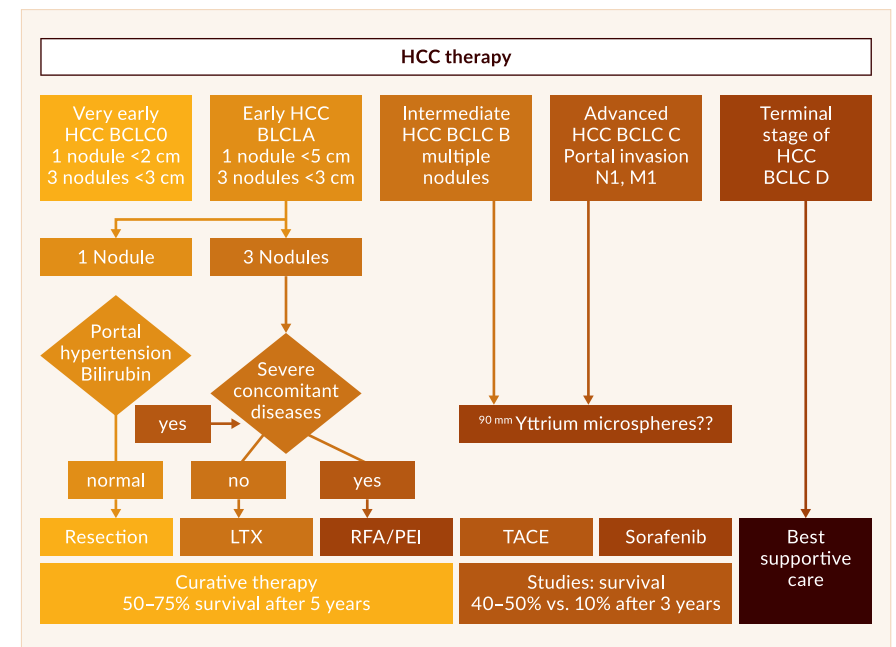 HCC therapy
Very early
HCC BCLC0
1 nodule <2 cm
3 nodules <3 cm
Early HCC
BLCLA
1 nodule <5 cm
3 nodules <3 cm
Intermediate
HCC BCLC B
multiple
nodules
Advanced
HCC BCLC C
Portal invasion
N1, M1
Terminal
stage of
HCC
BCLC D
1 Nodule
3 Nodules
Portal
hypertension
Bilirubin
Severe
concomitant
diseases
yes
90 mm Yttrium microspheres??
normal
no
yes
Resection
LTX
RFA/PEI
TACE
Sorafenib
Best
supportive
care
Curative therapy
50–75% survival after 5 years
Studies: survival
40–50% vs. 10% after 3 years